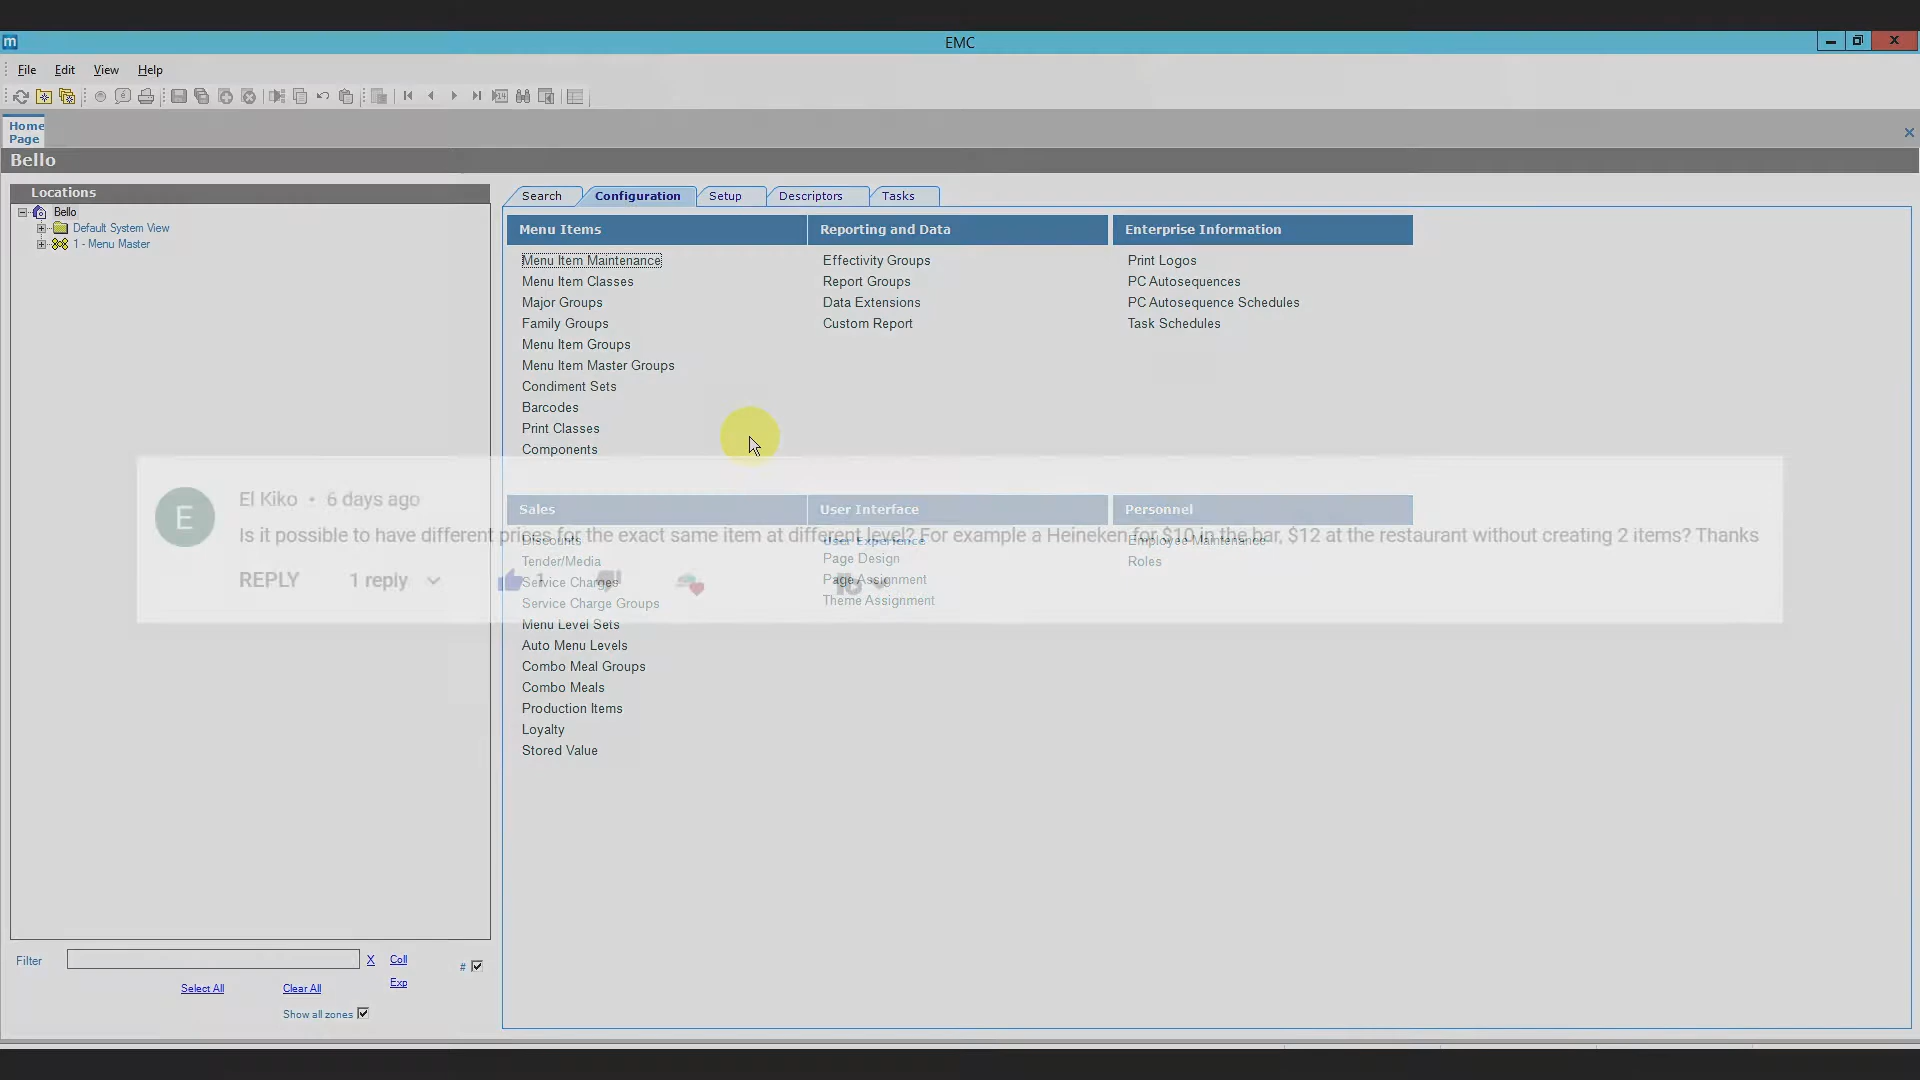 EMC
File Edit View Help
Home
Page
Bello
Locations
Bello
Default System View
1 - Menu Master
Search Configuration Setup Descriptors Tasks
Menu Items
Menu Item Maintenance
Menu Item Classes
Major Groups
Family Groups
Menu Item Groups
Menu Item Master Groups
Condiment Sets
Barcodes
Print Classes
Components
Reporting and Data
Effectivity Groups
Report Groups
Data Extensions
Custom Report
Enterprise Information
Print Logos
PC Autosequences
PC Autosequence Schedules
Task Schedules
El Kiko • 6 days ago
Is it possible to have different prices for the exact same item at different level? For example a Heineken for $10 in the bar, $12 at the restaurant without creating 2 items? Thanks
REPLY 1 reply 1
Sales
Discounts
Tender/Media
Service Charges
Service Charge Groups
Menu Level Sets
Auto Menu Levels
Combo Meal Groups
Combo Meals
Production Items
Loyalty
Stored Value
User Interface
User Experience
Page Design
Page Assignment
Theme Assignment
Personnel
Employee Maintenance
Roles
Filter X Coll
Exp
#
Select All Clear All
Show all zones